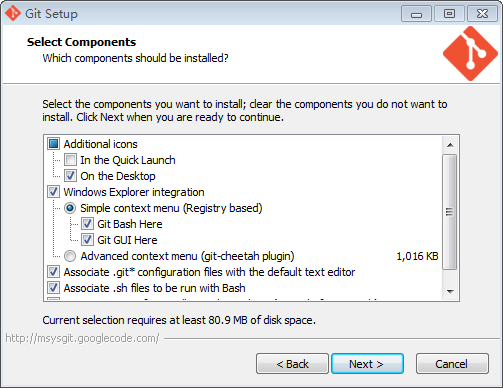 Git Setup
Select Components
Which components should be installed?
Select the components you want to install; clear the components you do not want to
install. Click Next when you are ready to continue.
Additional icons
In the Quick Launch
On the Desktop
Windows Explorer integration
Simple context menu (Registry based)
Git Bash Here
Git GUI Here
Advanced context menu (git-cheetah plugin) 1,016 KB
Associate .git* configuration files with the default text editor
Associate .sh files to be run with Bash
Current selection requires at least 80.9 MB of disk space.
http://msysgit.googlecode.com/
< Back
Next >
Cancel